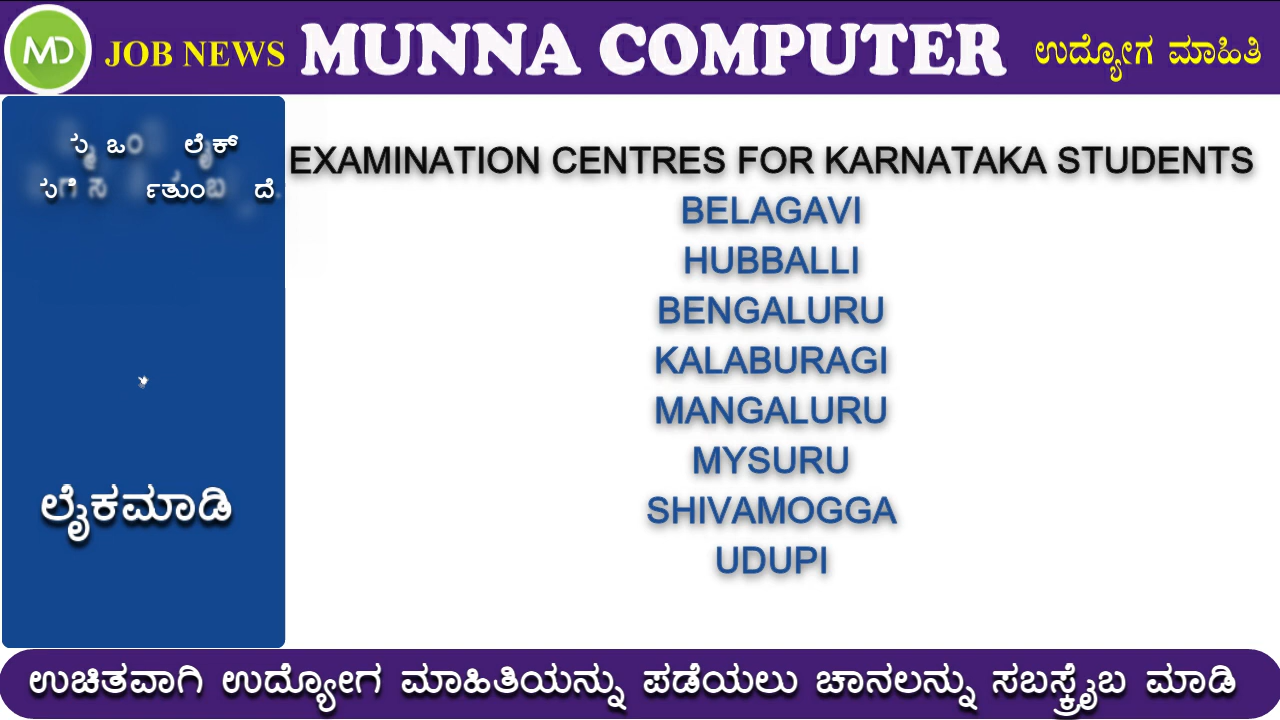 MD JOB NEWS MUNNA COMPUTER ಉದ್ಯೋಗ ಮಾಹಿತಿ
ಲೈಕ್
EXAMINATION CENTRES FOR KARNATAKA STUDENTS
BELAGAVI
HUBBALLI
BENGALURU
KALABURAGI
MANGALURU
MYSURU
SHIVAMOGGA
UDUPI
ಲೈಕಮಾಡಿ
ಉಚಿತವಾಗಿ ಉದ್ಯೋಗ ಮಾಹಿತಿಯನ್ನು ಪಡೆಯಲು ಚಾನಲನ್ನು ಸಬಸ್ಕ್ರೈಬ ಮಾಡಿ